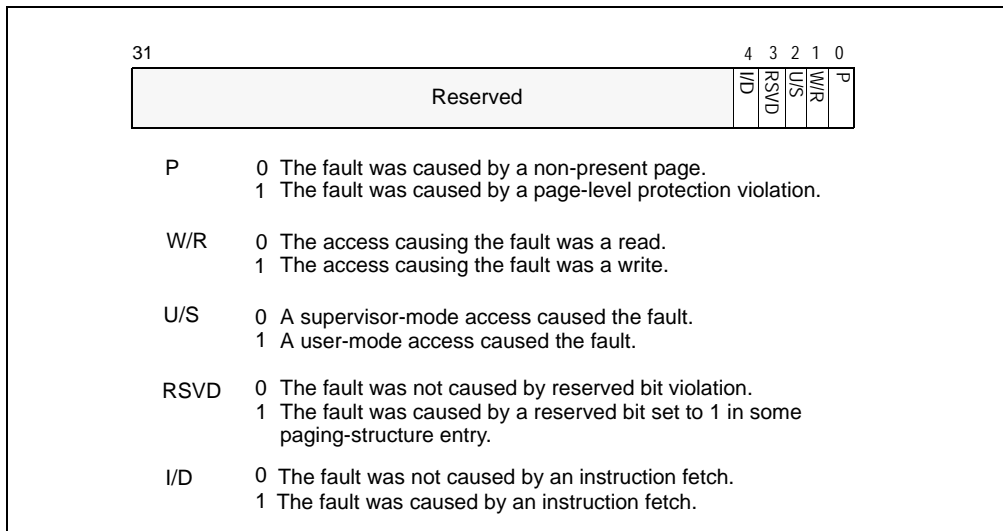 31 4 3 2 1 0
Reserved I/D RSVD U/S W/R P
P 0 The fault was caused by a non-present page.
1 The fault was caused by a page-level protection violation.
W/R 0 The access causing the fault was a read.
1 The access causing the fault was a write.
U/S 0 A supervisor-mode access caused the fault.
1 A user-mode access caused the fault.
RSVD 0 The fault was not caused by reserved bit violation.
1 The fault was caused by a reserved bit set to 1 in some
paging-structure entry.
I/D 0 The fault was not caused by an instruction fetch.
1 The fault was caused by an instruction fetch.